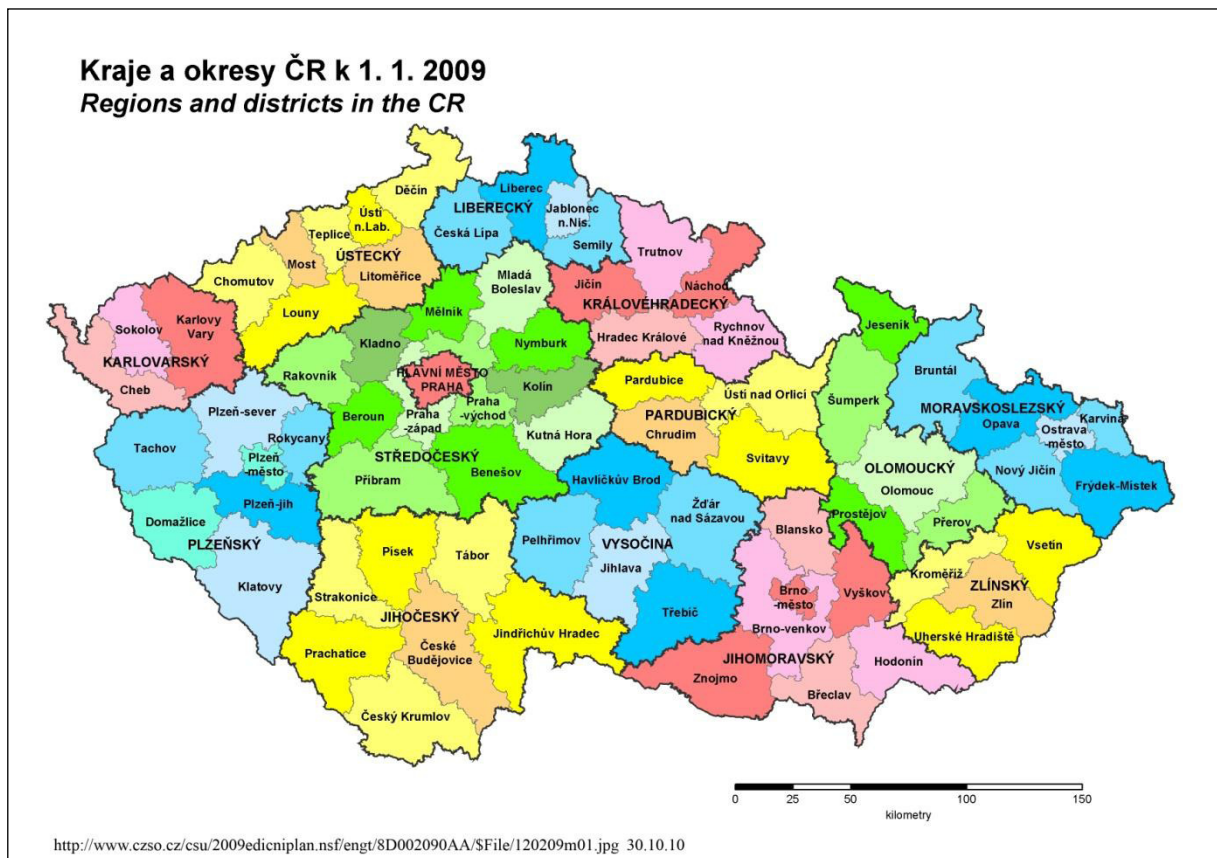 Kraje a okresy ČR k 1. 1. 2009
Regions and districts in the CR
Děčín
Liberec
Ústí
n.Lab.
LIBERECKÝ
Jablonec
n.Nis.
Teplice
Česká Lípa
Semily
Trutnov
Most
ÚSTECKÝ
Chomutov
Litoměřice
Mladá
Boleslav
Jičín
Náchod
KRÁLOVÉHRADECKÝ
Louny
Mělník
Sokolov
Karlovy
Vary
Jeseník
Rychnov
nad Kněžnou
Hradec Králové
Kladno
Nymburk
KARLOVARSKÝ
Bruntál
HLAVNÍ MĚSTO
PRAHA
Rakovník
Cheb
Kolín
Pardubice
Ústí nad Orlicí
Šumperk
MORAVSKOSLEZSKÝ
Opava
Karviná
Ostrava
-město
Plzeň-sever
Beroun
Praha
-západ
Praha
-východ
PARDUBICKÝ
Chrudim
Kutná Hora
Rokycany
Tachov
Plzeň
-město
STŘEDOČESKÝ
Svitavy
OLOMOUCKÝ
Nový Jičín
Benešov
Příbram
Havlíčkův Brod
Olomouc
Frýdek-Místek
Plzeň-jih
Žďár
nad Sázavou
Domažlice
Prostějov
Přerov
Blansko
PLZEŇSKÝ
Písek
Tábor
Pelhřimov
VYSOČINA
Vsetín
Jihlava
Kroměříž
Klatovy
ZLÍNSKÝ
Zlín
Strakonice
Brno
-město
Vyškov
JIHOČESKÝ
Třebíč
Brno-venkov
Jindřichův Hradec
Uherské Hradiště
České
Budějovice
Prachatice
JIHOMORAVSKÝ
Hodonín
Znojmo
Břeclav
Český Krumlov
0 25 50 100 150
kilometry
http://www.czso.cz/csu/2009edicniplan.nsf/engt/8D002090AA/$File/120209m01.jpg 30.10.10